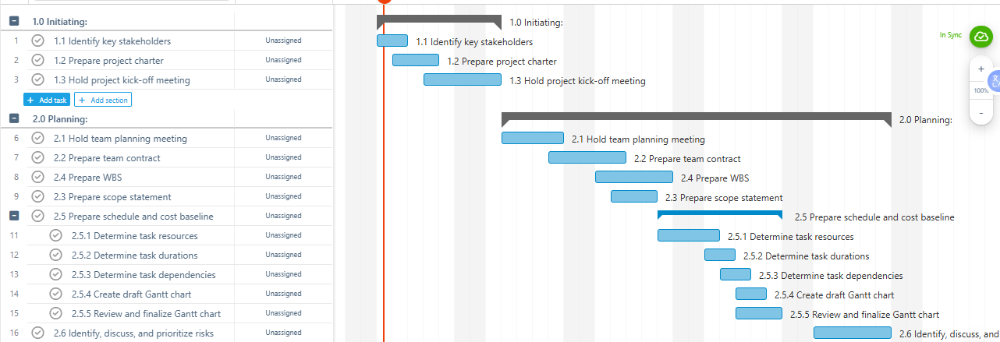 1.0 Initiating:
1.0 Initiating:
In Sync
1 1.1 Identify key stakeholders Unassigned
1.1 Identify key stakeholders
2 1.2 Prepare project charter Unassigned
1.2 Prepare project charter
+
3 1.3 Hold project kick-off meeting Unassigned
1.3 Hold project kick-off meeting
100%
+ Add task + Add section
-
2.0 Planning:
2.0 Planning:
6 2.1 Hold team planning meeting Unassigned
2.1 Hold team planning meeting
7 2.2 Prepare team contract Unassigned
2.2 Prepare team contract
8 2.4 Prepare WBS Unassigned
2.4 Prepare WBS
9 2.3 Prepare scope statement Unassigned
2.3 Prepare scope statement
2.5 Prepare schedule and cost baseline Unassigned
2.5 Prepare schedule and cost baseline
11 2.5.1 Determine task resources Unassigned
2.5.1 Determine task resources
12 2.5.2 Determine task durations Unassigned
2.5.2 Determine task durations
13 2.5.3 Determine task dependencies Unassigned
2.5.3 Determine task dependencies
14 2.5.4 Create draft Gantt chart Unassigned
2.5.4 Create draft Gantt chart
15 2.5.5 Review and finalize Gantt chart Unassigned
2.5.5 Review and finalize Gantt chart
16 2.6 Identify, discuss, and prioritize risks Unassigned
2.6 Identify, discuss, and